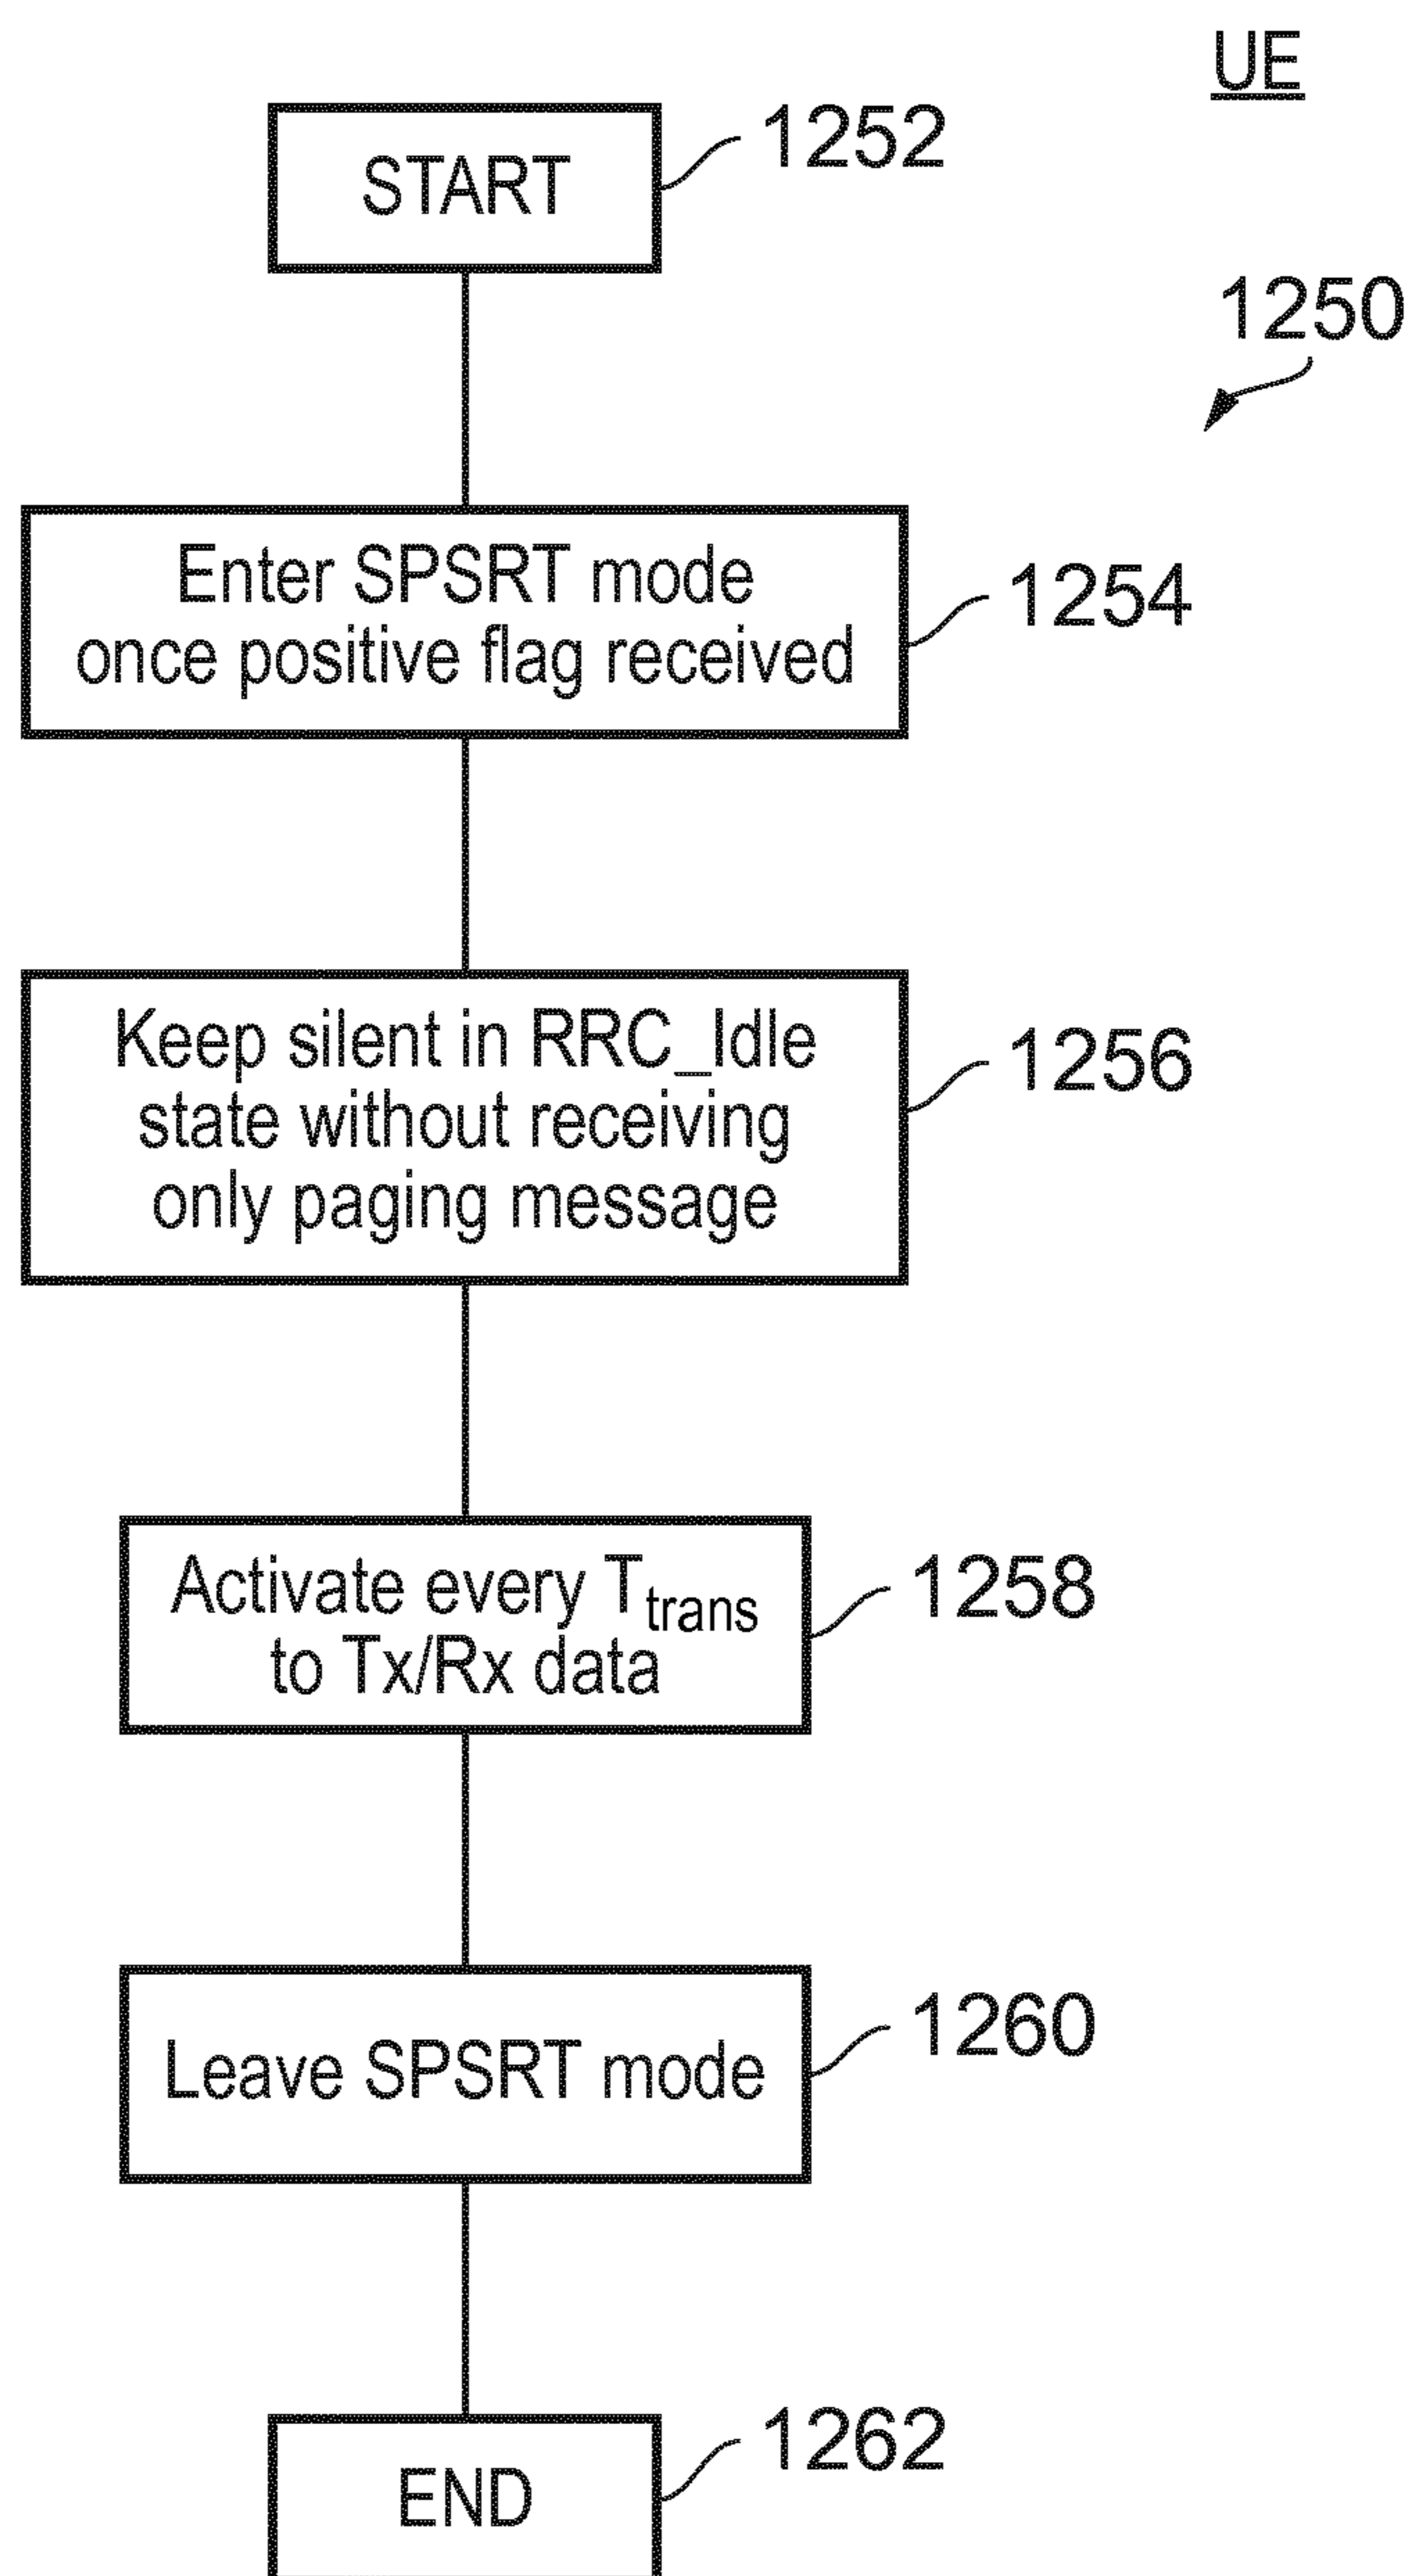 UE
START
1252
1250
Enter SPSRT mode
once positive flag received
1254
Keep silent in RRC_Idle
state without receiving
only paging message
1256
Activate every Ttrans
to Tx/Rx data
1258
Leave SPSRT mode
1260
END
1262